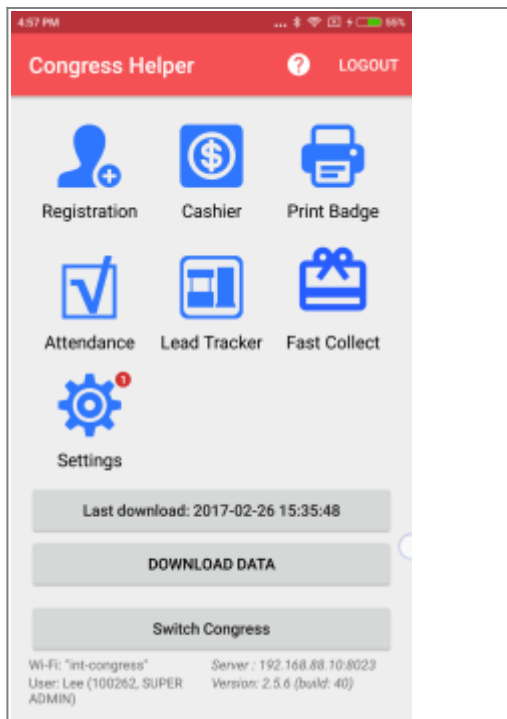 4:57 PM ... 86%
Congress Helper ? LOGOUT
Registration Cashier Print Badge
Attendance Lead Tracker Fast Collect
1
Settings
Last download: 2017-02-26 15:35:48
DOWNLOAD DATA
Switch Congress
Wi-Fi: "int-congress" Server : 192.168.88.10:8023
User: Lee (100262, SUPER Version: 2.5.6 (build: 40)
ADMIN)